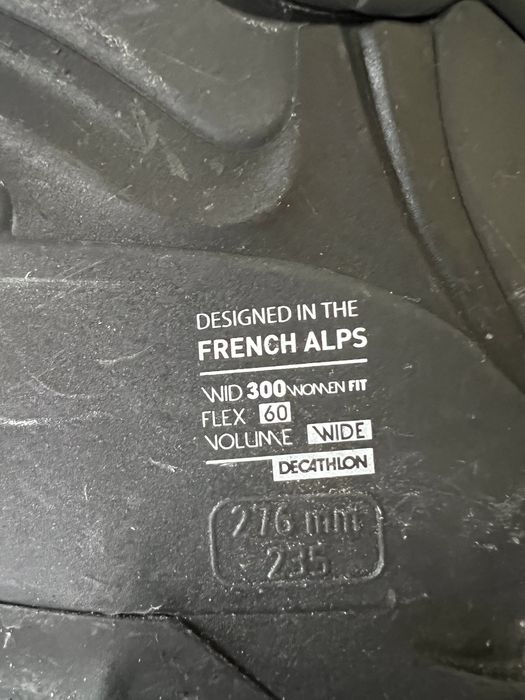 DESIGNED IN THE
FRENCH ALPS
WID 300 WOMEN FIT
FLEX 60
VOLUME WIDE
DECATHLON
276 mm
235